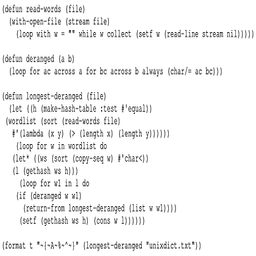 (defun read-words (file)
(with-open-file (stream file)
(loop with w = "" while w collect (setf w (read-line stream nil)))))
(defun deranged (a b)
(loop for ac across a for bc across b always (char/= ac bc)))
(defun longest-deranged (file)
(let ((h (make-hash-table :test #'equal))
(wordlist (sort (read-words file)
#'(lambda (x y) (> (length x) (length y))))))
(loop for w in wordlist do
(let* ((ws (sort (copy-seq w) #'char<))
(l (gethash ws h)))
(loop for wl in l do
(if (deranged w wl)
(return-from longest-deranged (list w wl))))
(setf (gethash ws h) (cons w l))))))
(format t "~{~A~%~^~}" (longest-deranged "unixdict.txt"))